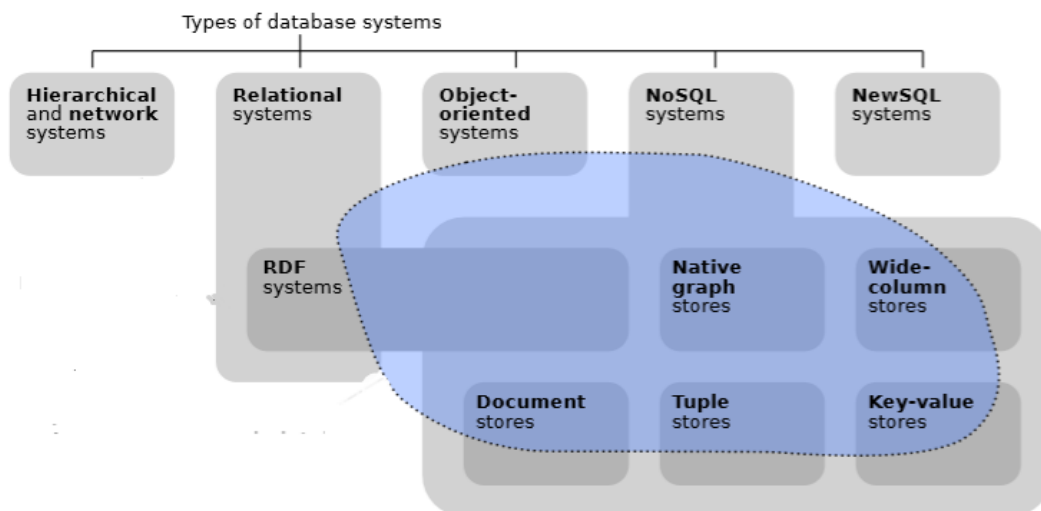 Types of database systems
Hierarchical
and network
systems
Relational
systems
Object-
oriented
systems
NoSQL
systems
NewSQL
systems
RDF
systems
Native
graph
stores
Wide-
column
stores
Document
stores
Tuple
stores
Key-value
stores